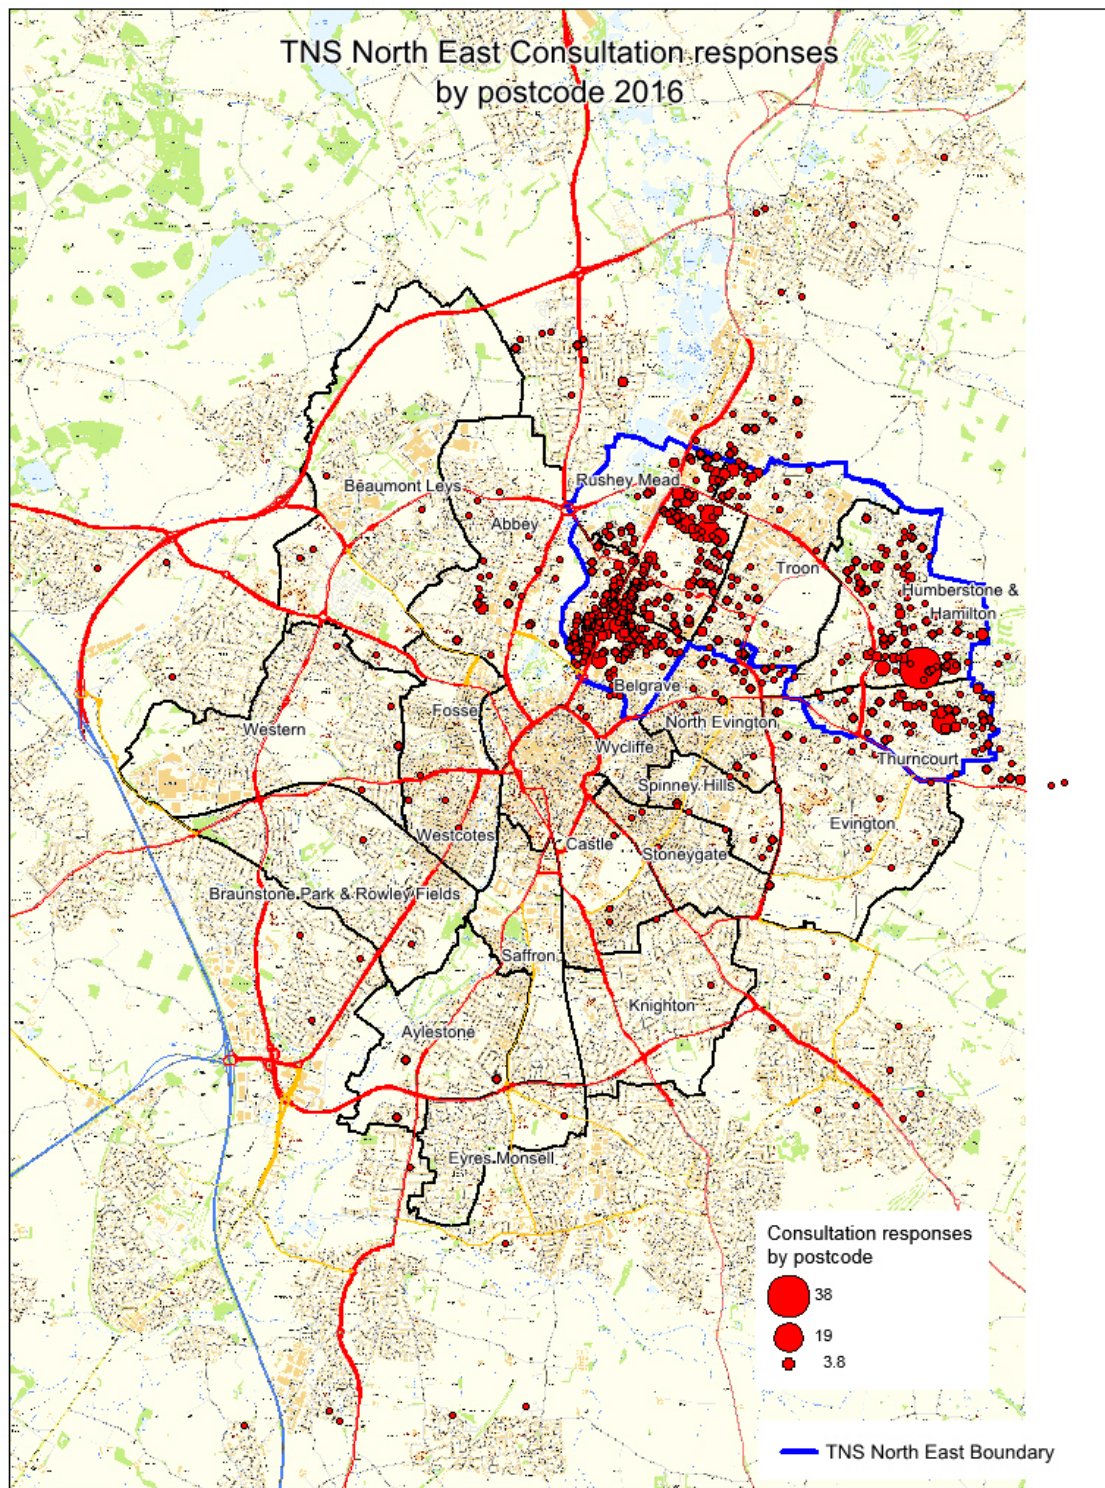 TNS North East Consultation responses
by postcode 2016
Rushey Mead
Beaumont Leys
Abbey
Troon
Humberstone &
Hamilton
Belgrave
Fosse
North Evington
Western
Wycliffe
Thurncourt
Spinney Hills
Evington
Westcotes
Castle
Stoneygate
Braunstone Park & Rowley Fields
Saffron
Knighton
Aylestone
Eyres Monsell
Consultation responses
by postcode
38
19
3.8
TNS North East Boundary